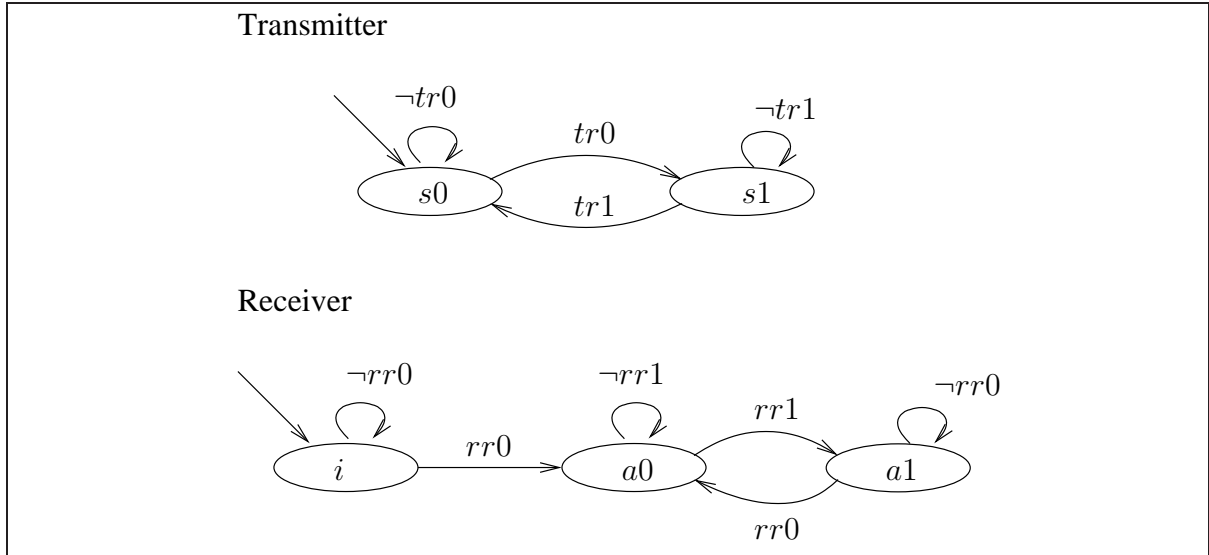 Transmitter
¬tr0
¬tr1
tr0
s0
s1
tr1
Receiver
¬rr0
¬rr1
¬rr0
rr1
rr0
i
a0
a1
rr0